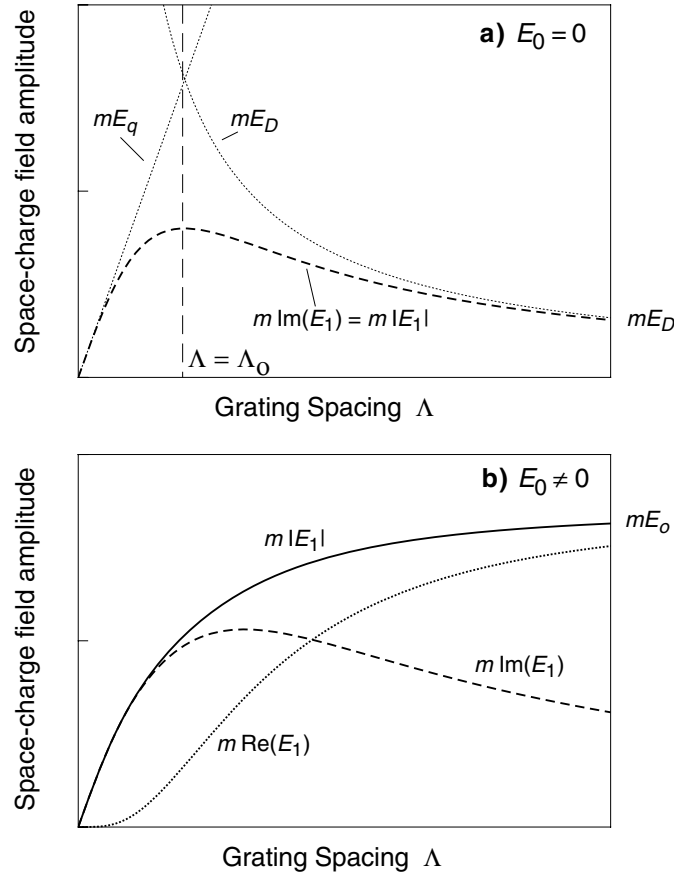 a) E0 = 0
mEq
mED
m Im(E1) = m |E1|
mED
Λ = Λo
Space-charge field amplitude
Grating Spacing Λ
b) E0 ≠ 0
m |E1|
mEo
m Im(E1)
m Re(E1)
Space-charge field amplitude
Grating Spacing Λ